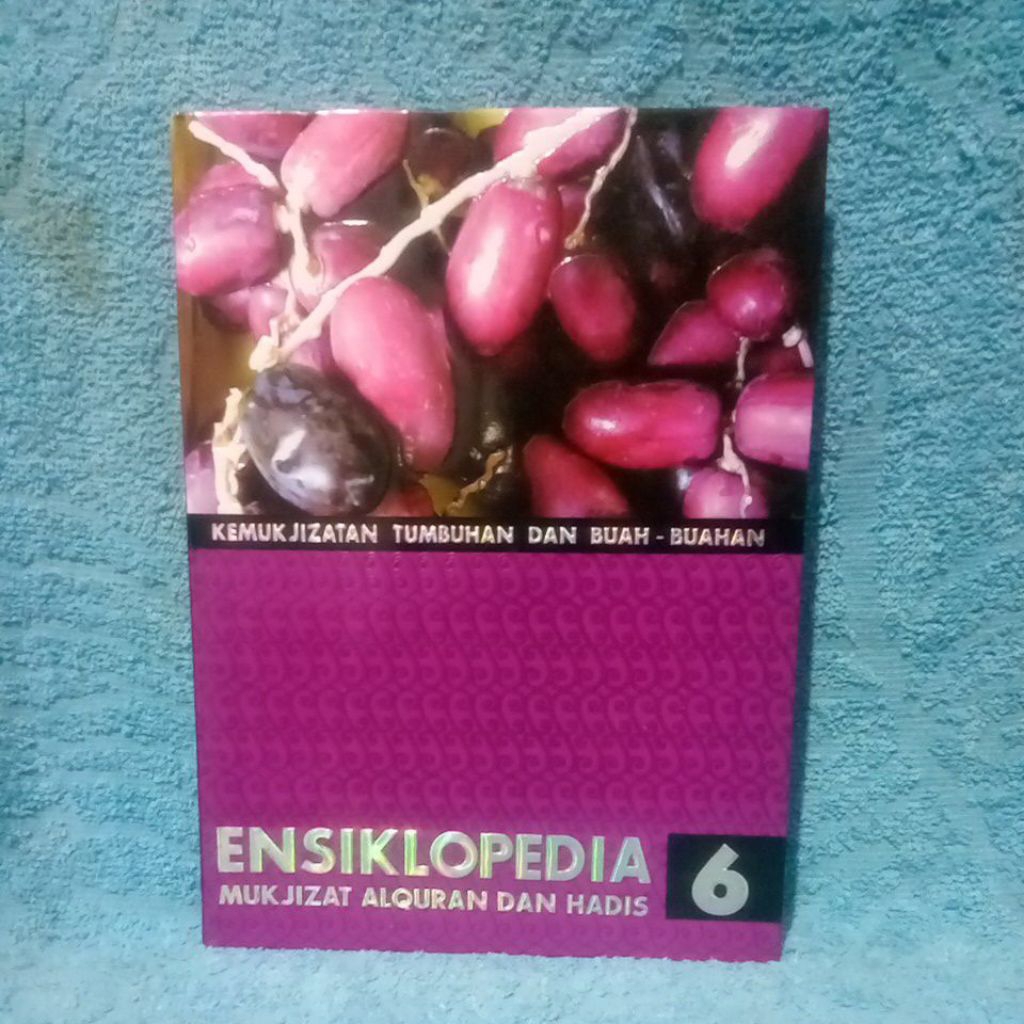 KEMUKJIZATAN TUMBUHAN DAN BUAH - BUAHAN
ENSIKLOPEDIA
MUKJIZAT ALQURAN DAN HADIS
6